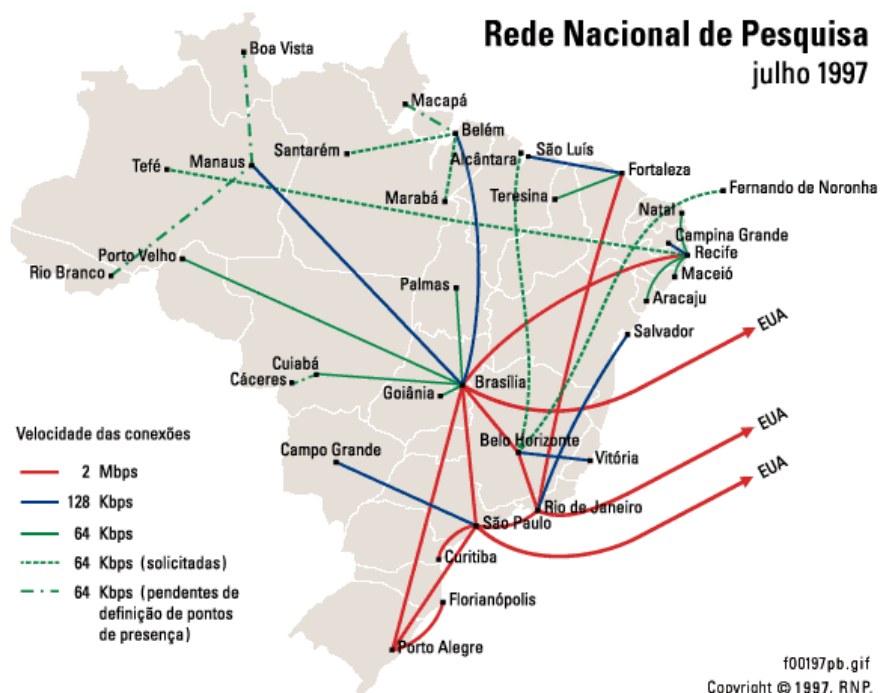 Rede Nacional de Pesquisa
julho 1997
Boa Vista
Macapá
Belém
Santarém
Manaus
Tefé
Alcântara
São Luís
Fortaleza
Marabá
Teresina
Fernando de Noronha
Natal
Campina Grande
Recife
Maceió
Aracaju
Porto Velho
Rio Branco
Palmas
Salvador
EUA
Cuiabá
Cáceres
Goiânia
Brasília
Belo Horizonte
EUA
Campo Grande
Vitória
EUA
Rio de Janeiro
São Paulo
Curitiba
Florianópolis
Porto Alegre
Velocidade das conexões
2 Mbps
128 Kbps
64 Kbps
64 Kbps (solicitadas)
64 Kbps (pendentes de
definição de pontos
de presença)
f00197pb.gif
Copyright © 1997, RNP.